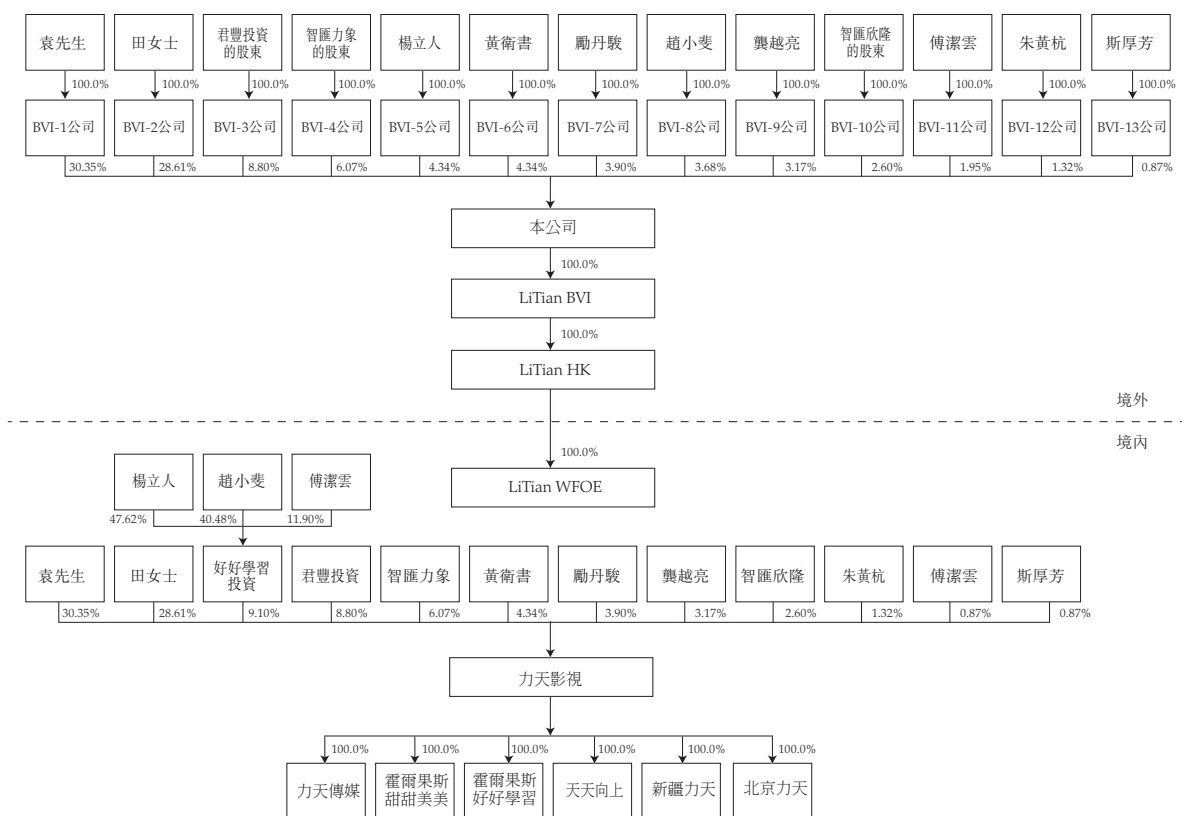 袁先生
田女士
君豐投資
的股東
智匯力象
的股東
楊立人
黃衛書
勵丹駿
趙小斐
龔越亮
智匯欣隆
的股東
傅潔雲
朱黃杭
斯厚芳
100.0% 100.0% 100.0% 100.0% 100.0% 100.0% 100.0% 100.0% 100.0% 100.0% 100.0% 100.0% 100.0%
BVI-1公司 BVI-2公司 BVI-3公司 BVI-4公司 BVI-5公司 BVI-6公司 BVI-7公司 BVI-8公司 BVI-9公司 BVI-10公司 BVI-11公司 BVI-12公司 BVI-13公司
30.35% 28.61% 8.80% 6.07% 4.34% 4.34% 3.90% 3.68% 3.17% 2.60% 1.95% 1.32% 0.87%
本公司
100.0%
LiTian BVI
100.0%
LiTian HK
境外
境內
100.0%
LiTian WFOE
楊立人 趙小斐 傅潔雲
47.62% 40.48% 11.90%
袁先生
田女士
好好學習
投資
君豐投資
智匯力象
黃衛書
勵丹駿
龔越亮
智匯欣隆
朱黃杭
傅潔雲
斯厚芳
30.35% 28.61% 9.10% 8.80% 6.07% 4.34% 3.90% 3.17% 2.60% 1.32% 0.87% 0.87%
力天影視
100.0% 100.0% 100.0% 100.0% 100.0% 100.0%
力天傳媒
霍爾果斯
甜甜美美
霍爾果斯
好好學習
天天向上
新疆力天
北京力天